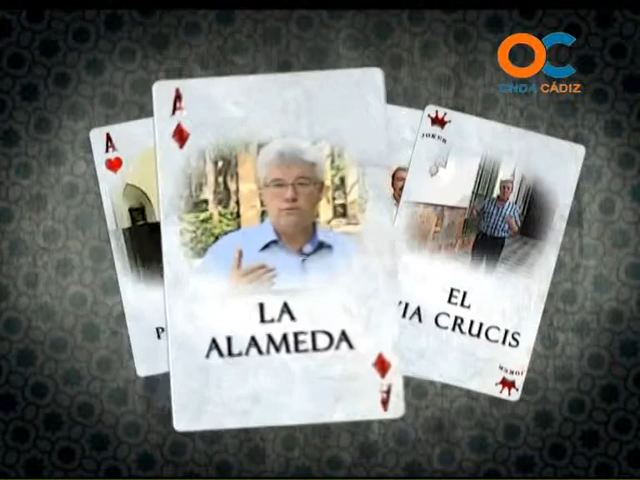 OC
ONDA CÁDIZ
A
A
P
LA
ALAMEDA
A
JOKER
EL
VIA CRUCIS
JOKER